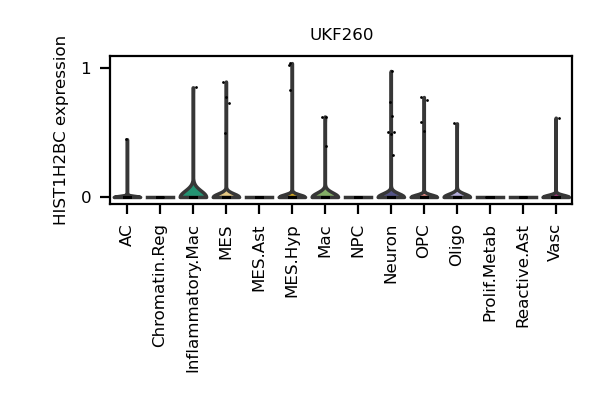 UKF260
HIST1H2BC expression
1
0
AC
Chromatin.Reg
Inflammatory.Mac
MES
MES.Ast
MES.Hyp
Mac
NPC
Neuron
OPC
Oligo
Prolif.Metab
Reactive.Ast
Vasc